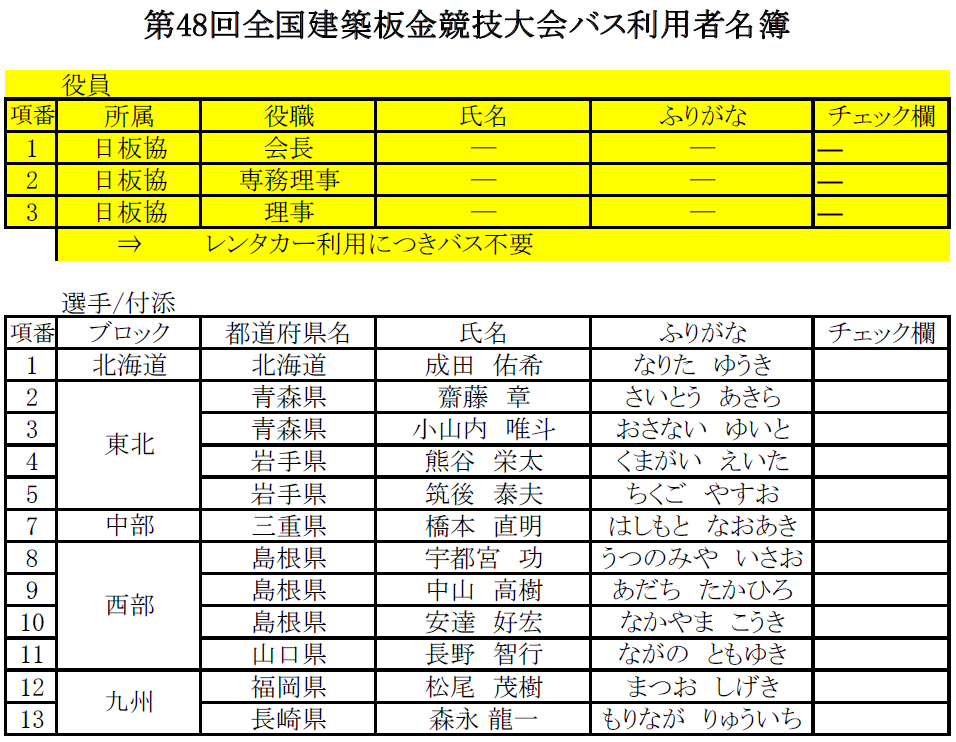 第48回全国建築板金競技大会バス利用者名簿
役員
項番 所属 役職 氏名 ふりがな チェック欄
1 日板協 会長 ― ― ―
2 日板協 専務理事 ― ― ―
3 日板協 理事 ― ― ―
⇒ レンタカー利用につきバス不要
選手/付添
項番 ブロック 都道府県名 氏名 ふりがな チェック欄
1 北海道 北海道 成田 佑希 なりた ゆうき
2 東北 青森県 齋藤 章 さいとう あきら
3 青森県 小山内 唯斗 おさない ゆいと
4 岩手県 熊谷 栄太 くまがい えいた
5 岩手県 筑後 泰夫 ちくご やすお
7 中部 三重県 橋本 直明 はしもと なおあき
8 西部 島根県 宇都宮 功 うつのみや いさお
9 島根県 中山 高樹 あだち たかひろ
10 島根県 安達 好宏 なかやま こうき
11 山口県 長野 智行 ながの ともゆき
12 九州 福岡県 松尾 茂樹 まつお しげき
13 長崎県 森永 龍一 もりなが りゅういち